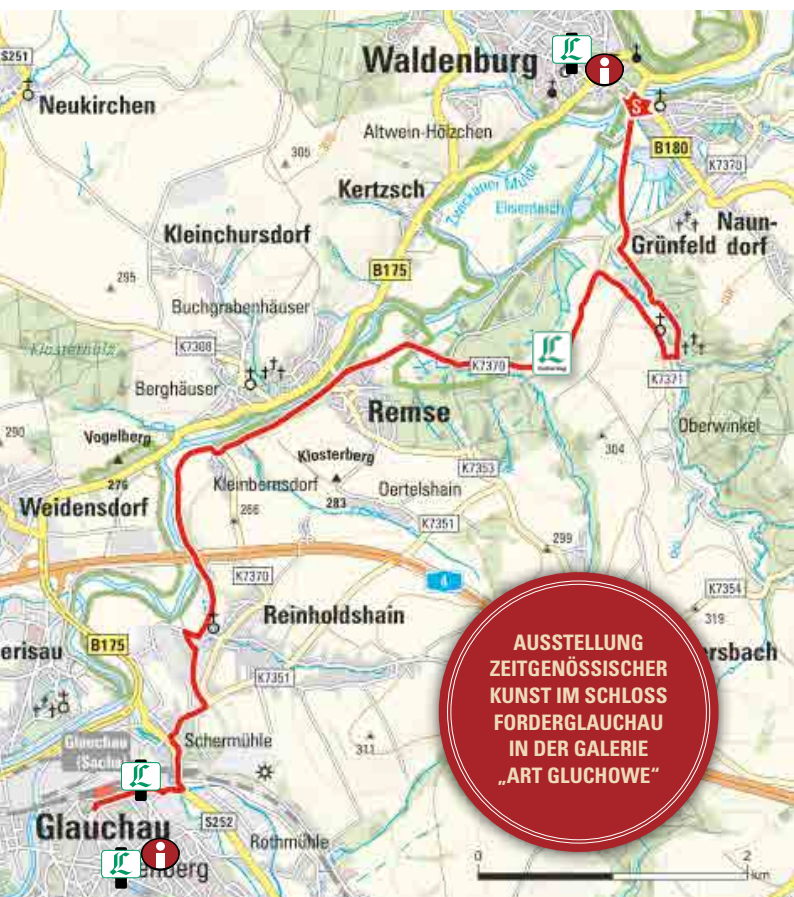 Waldenburg
S251
Neukirchen
Altwein-Hölzchen
305
S
B180
K7370
Kertzsch
Zwickauer Mulde
Eisenteich
Naun-
Grünfeld dorf
Kleinchursdorf
295
B175
Buchgrabenhäuser
Klosterholz
K7308
K7370
K7371
Berghäuser
Remse
Oberwinkel
290
Vogelberg
276
Klosterberg
283
304
K7353
Kleinbernsdorf
Oertelshain
266
K7351
Weidensdorf
299
K7370
4
K7354
319
Reinholdshain
erisau
B175
K7351
ersbach
AUSSTELLUNG
ZEITGENÖSSISCHER
KUNST IM SCHLOSS
FORDERGLAUCHAU
IN DER GALERIE
„ART GLUCHOWE“
Glauchau
(Sachs)
Schermühle
311
Glauchau
S252
Rothmühle
enberg
0
2
km